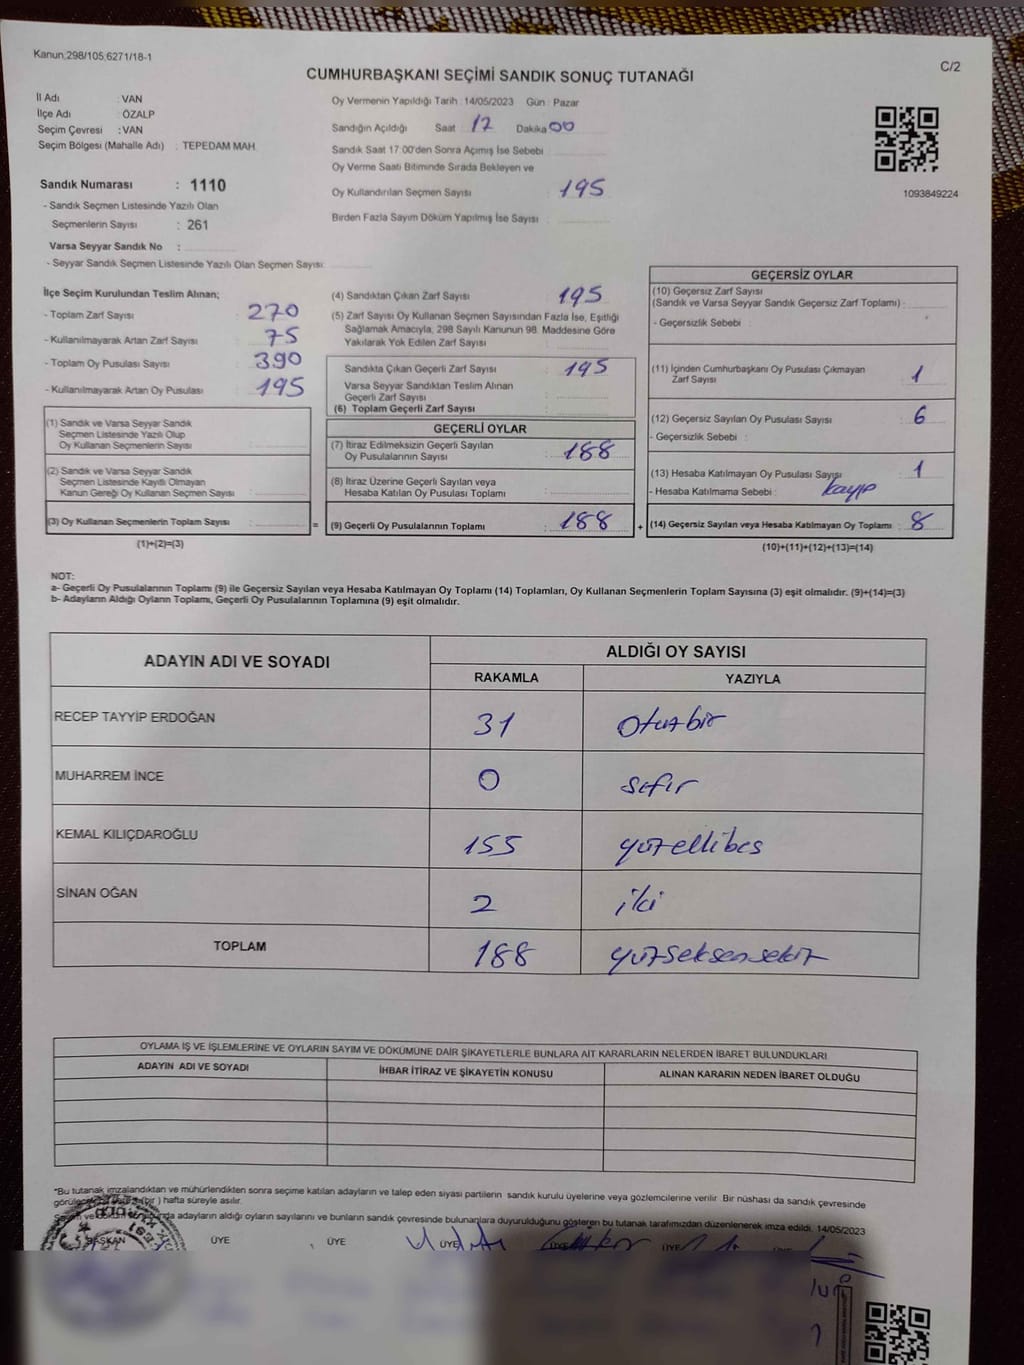 Kanun:298/105,6271/18-1
C/2
CUMHURBAŞKANI SEÇİMİ SANDIK SONUÇ TUTANAĞI
İl Adı : VAN
İlçe Adı : ÖZALP
Seçim Çevresi : VAN
Seçim Bölgesi (Mahalle Adı) : TEPEDAM MAH.
Sandık Numarası : 1110
- Sandık Seçmen Listesinde Yazılı Olan
Seçmenlerin Sayısı : 261
Varsa Seyyar Sandık No :
- Seyyar Sandık Seçmen Listesinde Yazılı Olan Seçmen Sayısı:
Oy Vermenin Yapıldığı Tarih : 14/05/2023 Gün : Pazar
Sandığın Açıldığı Saat : 17 Dakika 00
Sandık Saat 17:00'den Sonra Açımış İse Sebebi :
Oy Verme Saati Bitiminde Sırada Bekleyen ve
Oy Kullandırılan Seçmen Sayısı : 195
Birden Fazla Sayım Döküm Yapılmış İse Sayısı :
1093849224
İlçe Seçim Kurulundan Teslim Alınan;
- Toplam Zarf Sayısı : 270
- Kullanılmayarak Artan Zarf Sayısı : 75
- Toplam Oy Pusulası Sayısı : 390
- Kullanılmayarak Artan Oy Pusulası : 195
(1) Sandık ve Varsa Seyyar Sandık
Seçmen Listesinde Yazılı Olup
Oy Kullanan Seçmenlerin Sayısı :
(2) Sandık ve Varsa Seyyar Sandık
Seçmen Listesinde Kayıtlı Olmayan
Kanun Gereği Oy Kullanan Seçmen Sayısı :
(3) Oy Kullanan Seçmenlerin Toplam Sayısı :
(1)+(2)=(3)
(4) Sandıktan Çıkan Zarf Sayısı : 195
(5) Zarf Sayısı Oy Kullanan Seçmen Sayısından Fazla İse, Eşitliği
Sağlamak Amacıyla, 298 Sayılı Kanunun 98. Maddesine Göre
Yakılarak Yok Edilen Zarf Sayısı :
Sandıkta Çıkan Geçerli Zarf Sayısı : 195
Varsa Seyyar Sandıktan Teslim Alınan
Geçerli Zarf Sayısı :
(6) Toplam Geçerli Zarf Sayısı :
GEÇERLİ OYLAR
(7) İtiraz Edilmeksizin Geçerli Sayılan
Oy Pusulalarının Sayısı : 188
(8) İtiraz Üzerine Geçerli Sayılan veya
Hesaba Katılan Oy Pusulası Toplamı :
= (9) Geçerli Oy Pusulalarının Toplamı : 188 +
GEÇERSİZ OYLAR
(10) Geçersiz Zarf Sayısı
(Sandık ve Varsa Seyyar Sandık Geçersiz Zarf Toplamı) :
- Geçersizlik Sebebi :
(11) İçinden Cumhurbaşkanı Oy Pusulası Çıkmayan
Zarf Sayısı : 1
(12) Geçersiz Sayılan Oy Pusulası Sayısı : 6
- Geçersizlik Sebebi :
(13) Hesaba Katılmayan Oy Pusulası Sayısı : 1
- Hesaba Katılmama Sebebi : kayıp
(14) Geçersiz Sayılan veya Hesaba Katılmayan Oy Toplamı : 8
(10)+(11)+(12)+(13)=(14)
NOT:
a- Geçerli Oy Pusulalarının Toplamı (9) ile Geçersiz Sayılan veya Hesaba Katılmayan Oy Toplamı (14) Toplamları, Oy Kullanan Seçmenlerin Toplam Sayısına (3) eşit olmalıdır. (9)+(14)=(3)
b- Adayların Aldığı Oyların Toplamı, Geçerli Oy Pusulalarının Toplamına (9) eşit olmalıdır.
ADAYIN ADI VE SOYADI ALDIĞI OY SAYISI
RAKAMLA YAZIYLA
RECEP TAYYİP ERDOĞAN 31 otuzbir
MUHARREM İNCE 0 sıfır
KEMAL KILIÇDAROĞLU 155 yüzellibeş
SİNAN OĞAN 2 iki
TOPLAM 188 yüzseksensekiz
OYLAMA İŞ VE İŞLEMLERİNE VE OYLARIN SAYIM VE DÖKÜMÜNE DAİR ŞİKAYETLERLE BUNLARA AİT KARARLARIN NELERDEN İBARET BULUNDUKLARI
ADAYIN ADI VE SOYADI İHBAR İTİRAZ VE ŞİKAYETİN KONUSU ALINAN KARARIN NEDEN İBARET OLDUĞU
*Bu tutanak imzalandıktan ve mühürlendikten sonra seçime katılan adayların ve talep eden siyasi partilerin sandık kurulu üyelerine veya gözlemcilerine verilir. Bir nüshası da sandık çevresinde
(bir) hafta süreyle asılır.
adayların aldığı oyların sayılarını ve bunların sandık çevresinde bulunanlara duyurulduğunu gösteren bu tutanak tarafımızdan düzenlenerek imza edildi. 14/05/2023
BAŞKAN ÜYE ÜYE ÜYE ÜYE ÜYE ÜYE